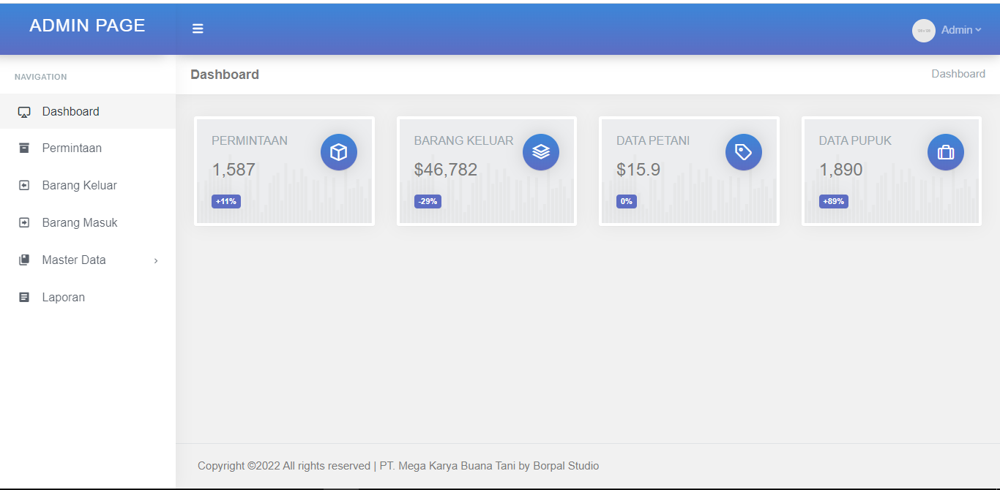 ADMIN PAGE
Admin
NAVIGATION
Dashboard
Permintaan
Barang Keluar
Barang Masuk
Master Data
Laporan
Dashboard
Dashboard
PERMINTAAN
1,587
+11%
BARANG KELUAR
$46,782
-29%
DATA PETANI
$15.9
0%
DATA PUPUK
1,890
+89%
Copyright ©2022 All rights reserved | PT. Mega Karya Buana Tani by Borpal Studio